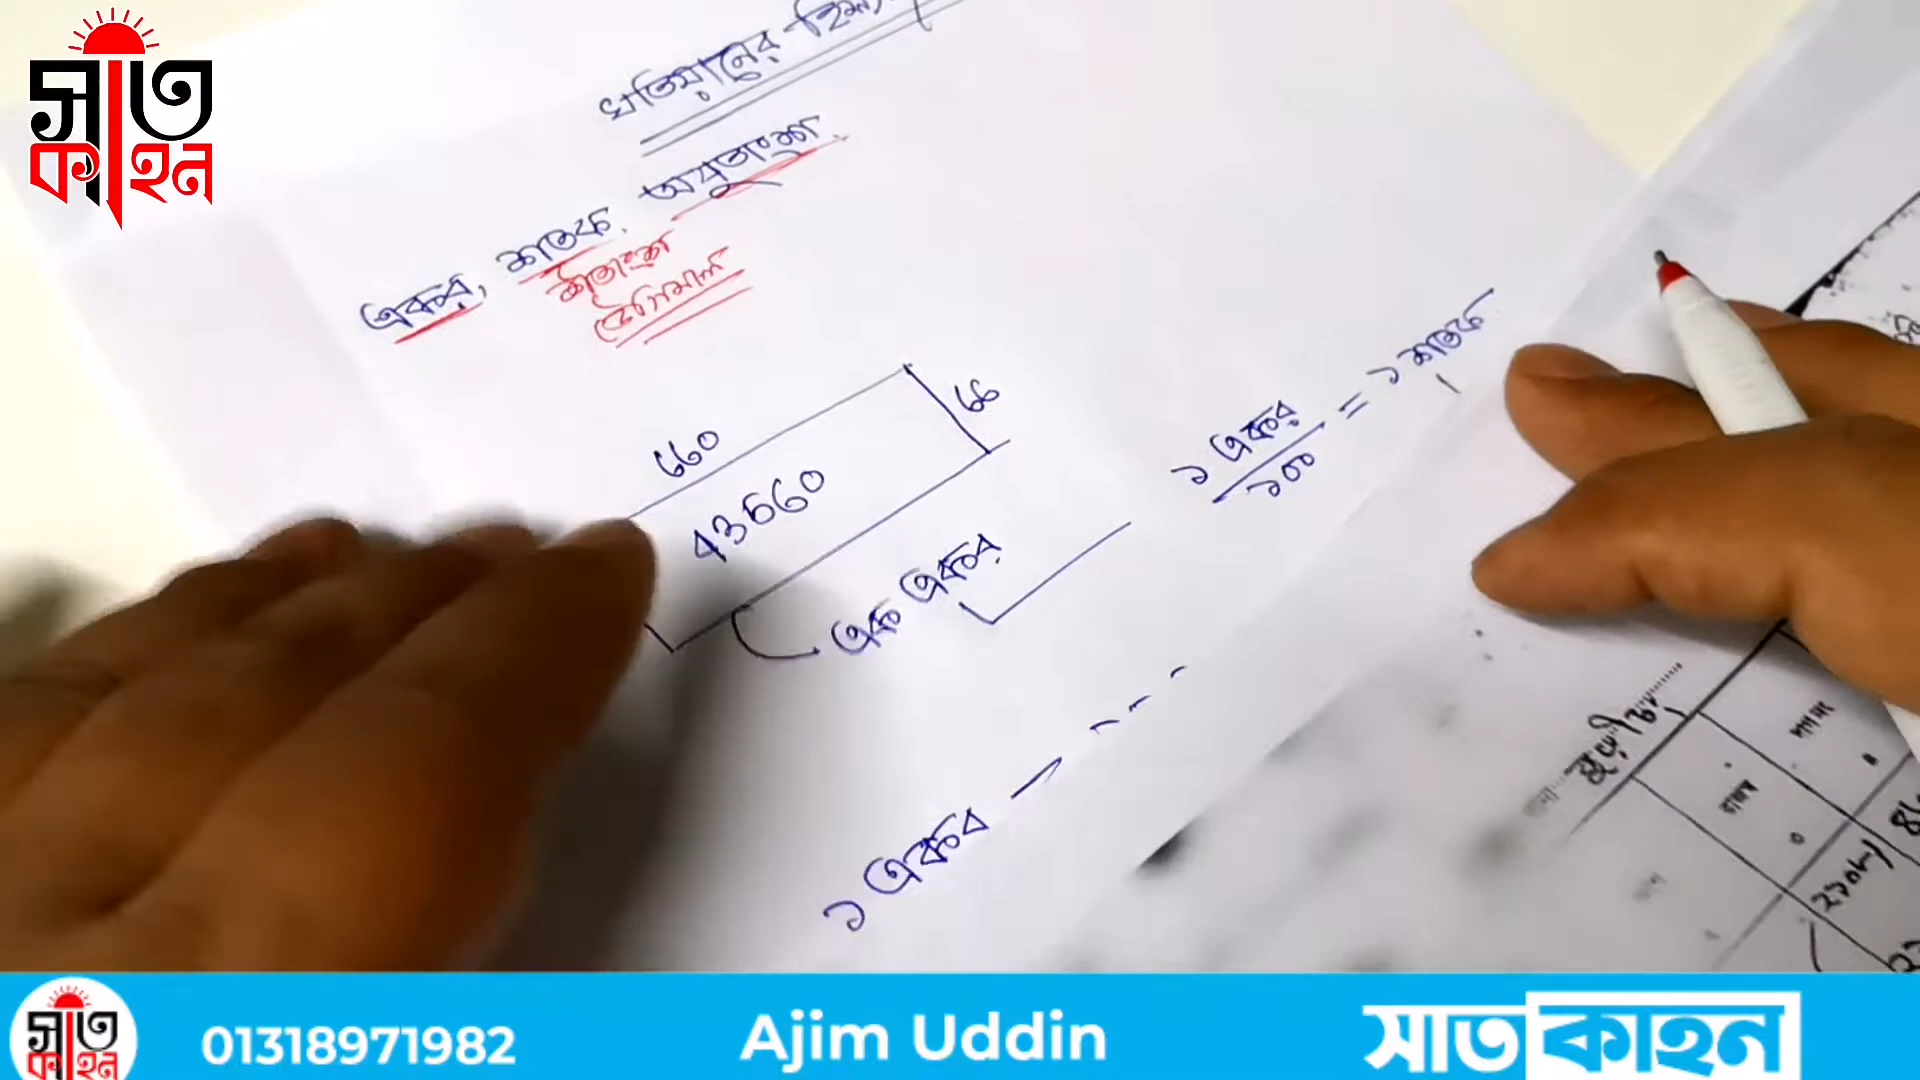 সাত
কাহন
খতিয়ানের
একর, শতক, অযুতাংশ
শতাংশ
ডেসিমাল
660
66
43560
এক একর
১ একর
১০০
= ১ শতক
১ একর —
01318971982
Ajim Uddin
সাত কাহন